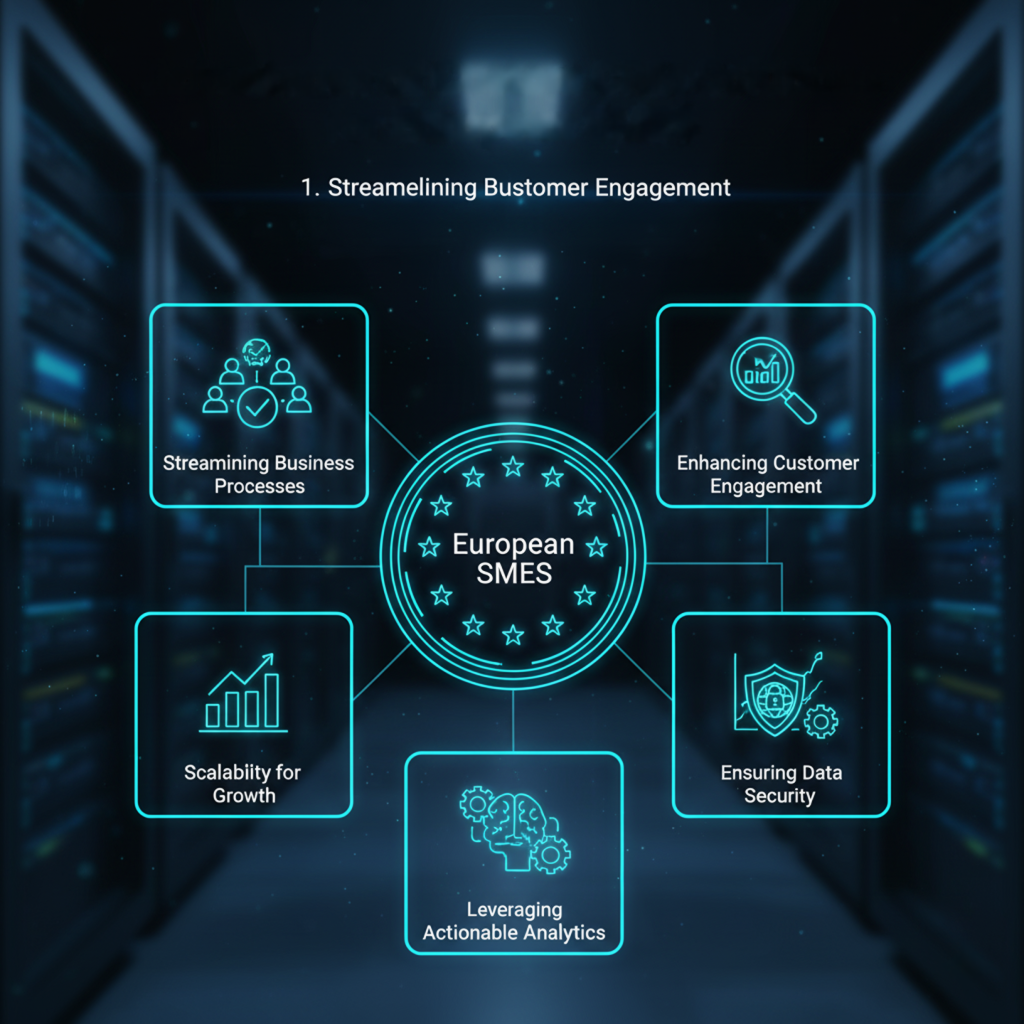 1. Streamelining Bustomer Engagement
Streamining Business
Processes
Enhancing Customer
Engagement
European
SMES
Scalabiity for
Growth
Ensuring Data
Security
Leveraging
Actionable Analytics